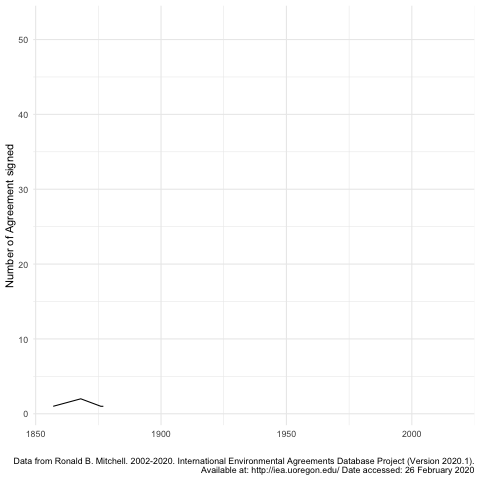 50
40
30
20
10
0
Number of Agreement signed
1850 1900 1950 2000
Data from Ronald B. Mitchell. 2002-2020. International Environmental Agreements Database Project (Version 2020.1).
Available at: http://iea.uoregon.edu/ Date accessed: 26 February 2020